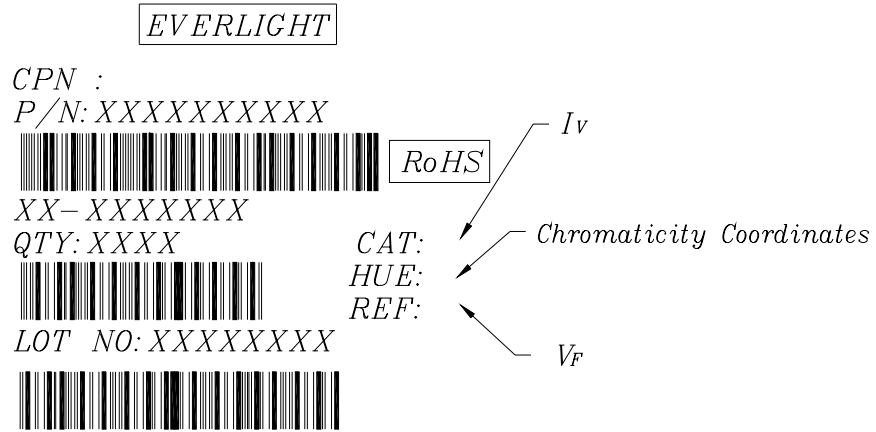 EVERLIGHT
CPN :
P/N: XXXXXXXXXX
RoHS
XX-XXXXXXX
QTY: XXXX
CAT:
HUE:
REF:
LOT NO: XXXXXXXX
Iv
Chromaticity Coordinates
VF